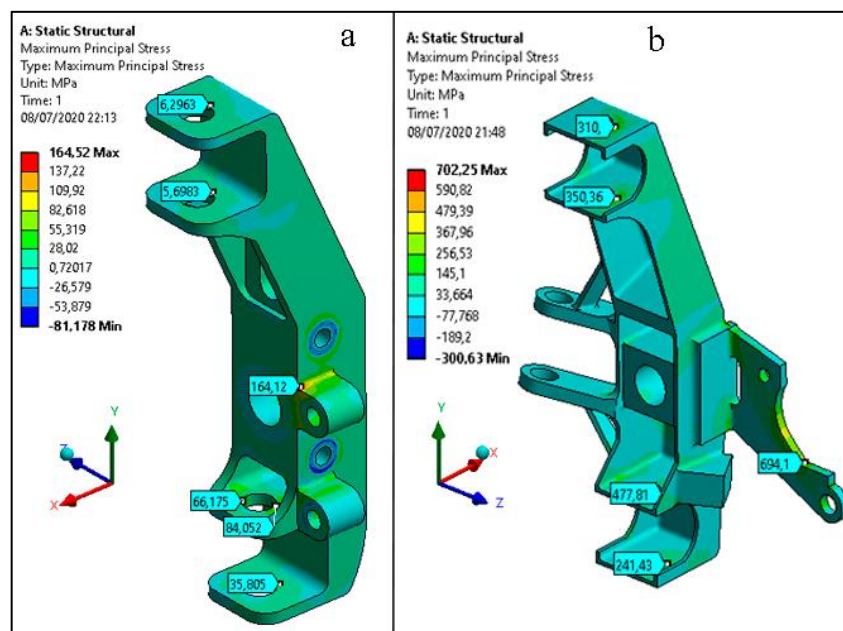 A: Static Structural
Maximum Principal Stress
Type: Maximum Principal Stress
Unit: MPa
Time: 1
08/07/2020 22:13
a
164,52 Max
137,22
109,92
82,618
55,319
28,02
0,72017
-26,579
-53,879
-81,178 Min
6,2963
5,6983
164,12
66,175
84,052
35,805
Y
Z
X
A: Static Structural
Maximum Principal Stress
Type: Maximum Principal Stress
Unit: MPa
Time: 1
08/07/2020 21:48
b
702,25 Max
590,82
479,39
367,96
256,53
145,1
33,664
-77,768
-189,2
-300,63 Min
310,
350,36
694,1
477,81
241,43
Y
X
Z